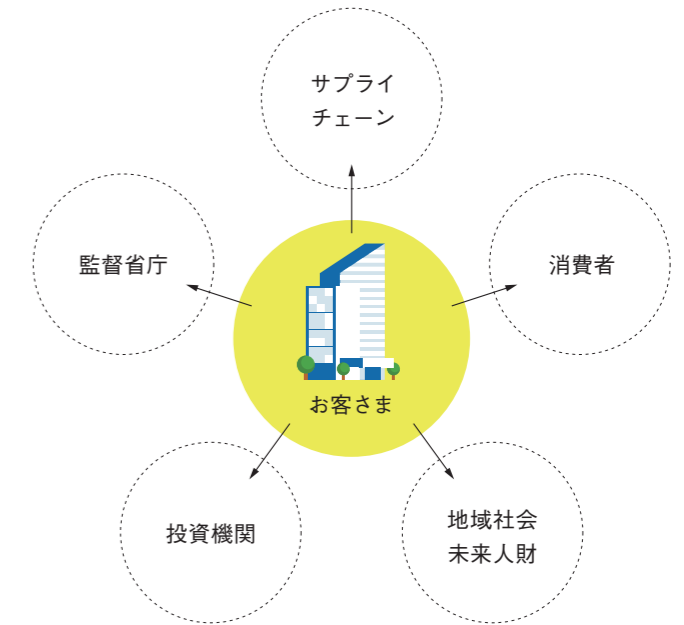 サプライ
チェーン
監督省庁
消費者
お客さま
投資機関
地域社会
未来人財